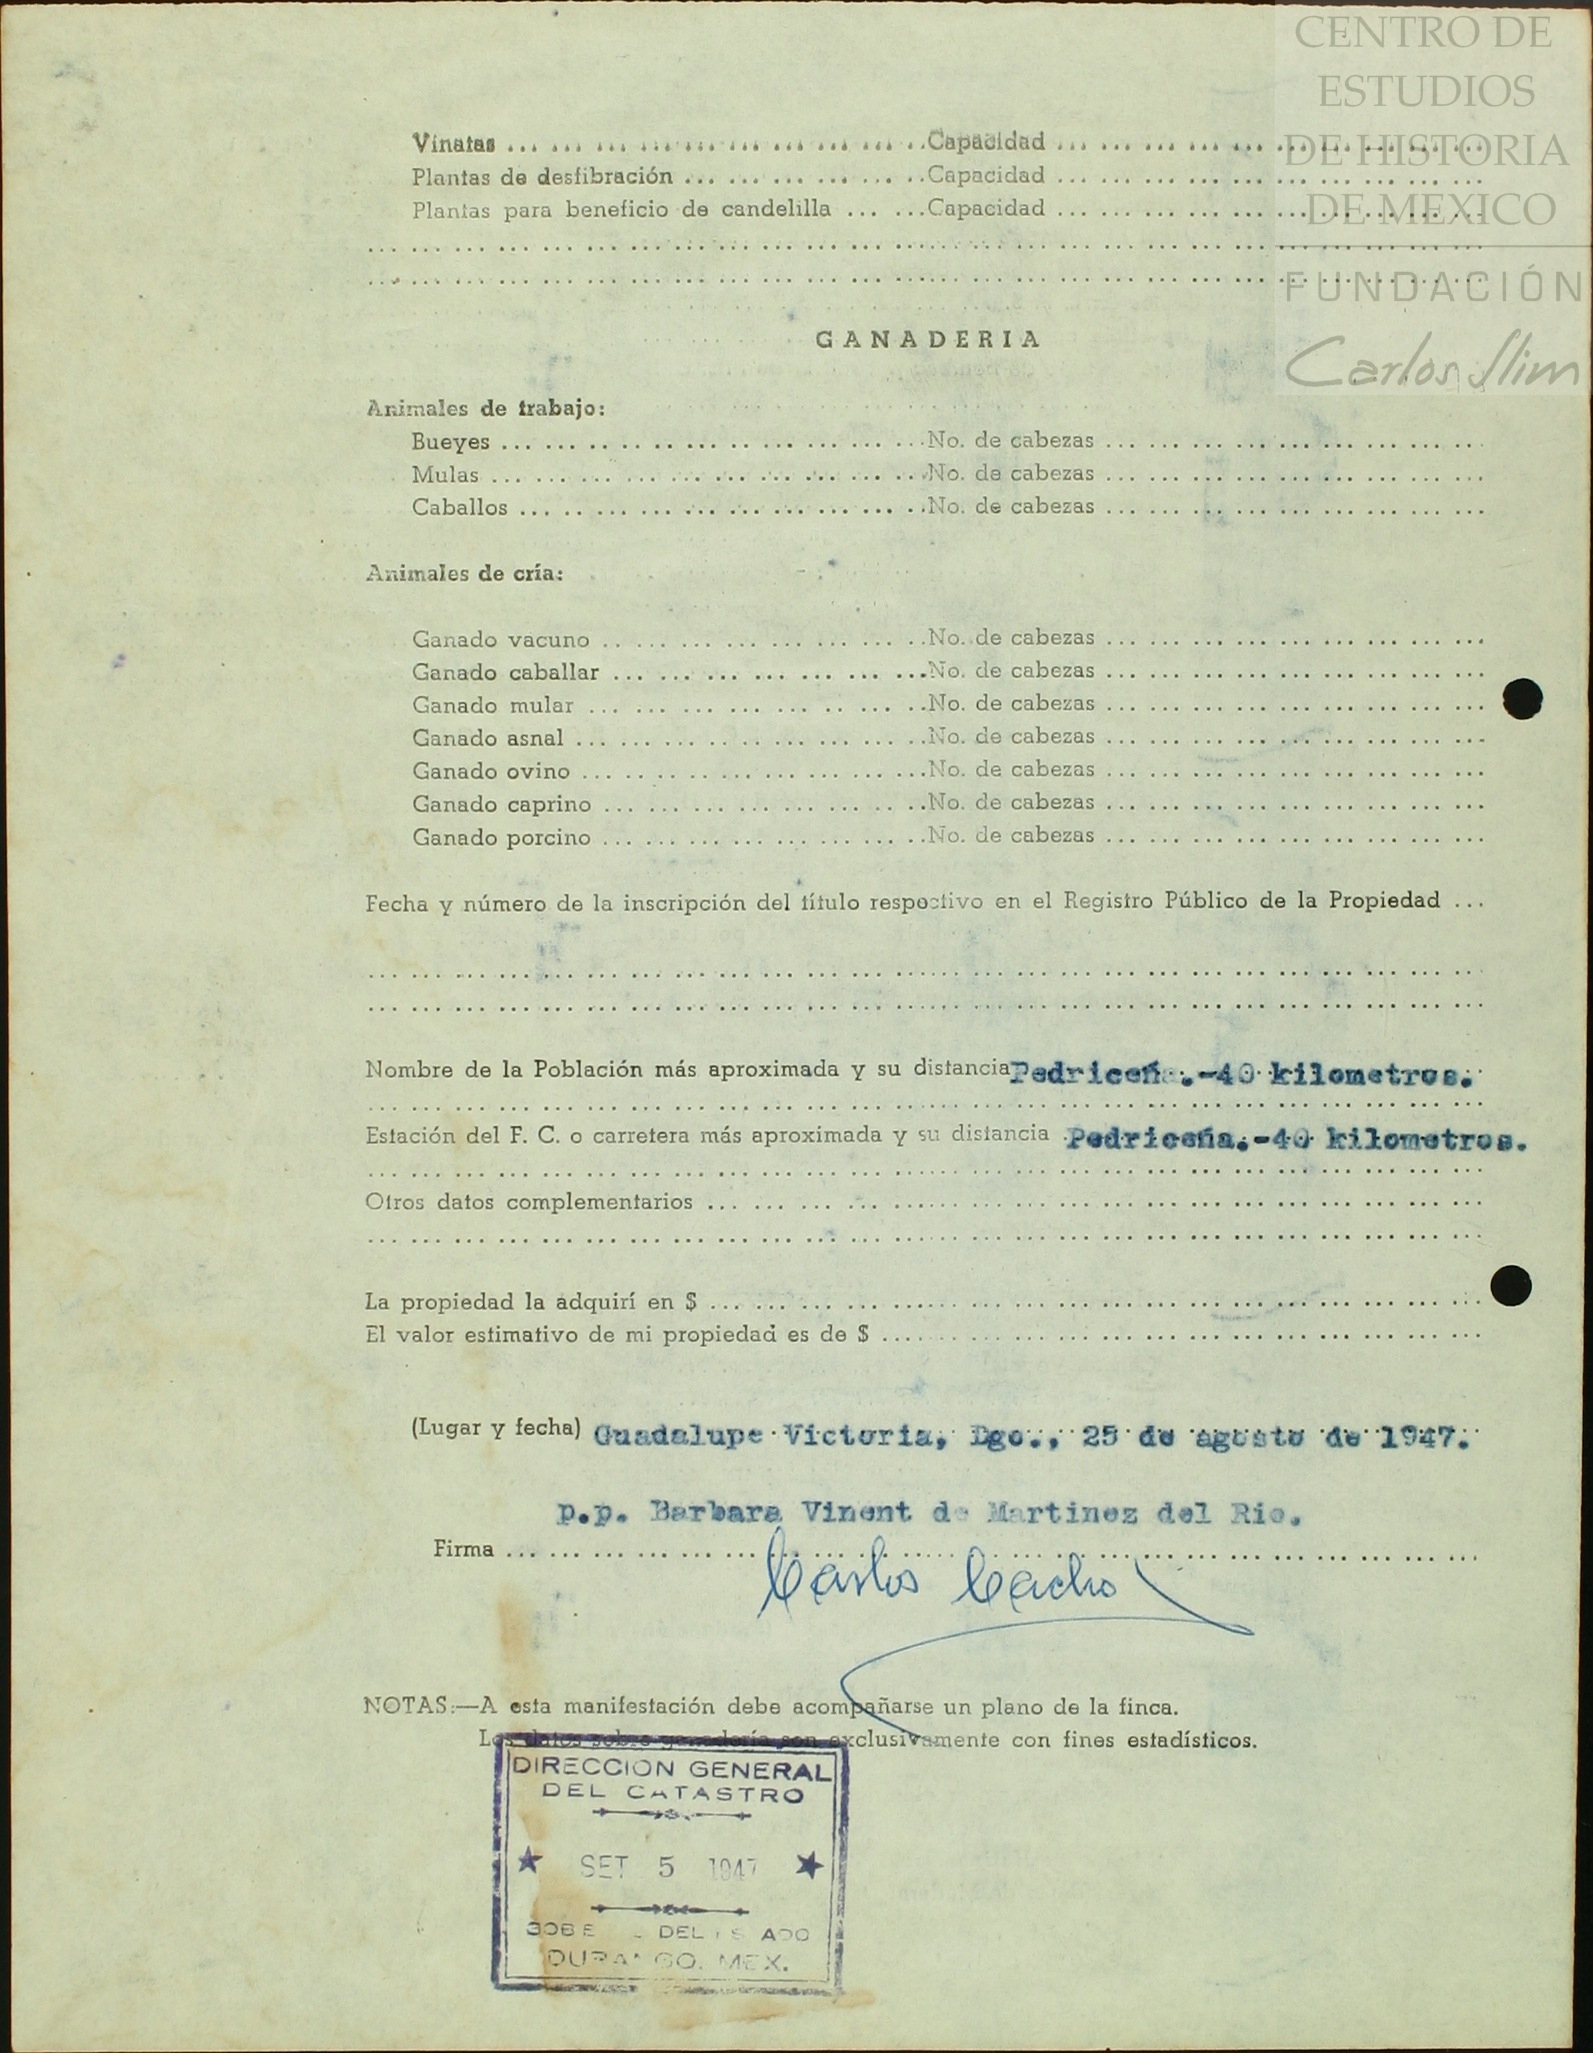 CENTRO DE
ESTUDIOS
DE HISTORIA
DE MEXICO
FUNDACIÓN
Carlos Slim
Vinatas ... Capacidad ...
Plantas de desfibración ... Capacidad ...
Plantas para beneficio de candelilla ... Capacidad ...
GANADERIA
Animales de trabajo:
Bueyes ... No. de cabezas ...
Mulas ... No. de cabezas ...
Caballos ... No. de cabezas ...
Animales de cría:
Ganado vacuno ... No. de cabezas ...
Ganado caballar ... No. de cabezas ...
Ganado mular ... No. de cabezas ...
Ganado asnal ... No. de cabezas ...
Ganado ovino ... No. de cabezas ...
Ganado caprino ... No. de cabezas ...
Ganado porcino ... No. de cabezas ...
Fecha y número de la inscripción del título respectivo en el Registro Público de la Propiedad ...
Nombre de la Población más aproximada y su distancia Pedriceña.-40 kilometros.
Estación del F. C. o carretera más aproximada y su distancia Pedriceña.-40 kilometros.
Otros datos complementarios ...
La propiedad la adquirí en $ ...
El valor estimativo de mi propiedad es de $ ...
(Lugar y fecha) Guadalupe Victoria, Dgo., 25 de agosto de 1947.
p.p. Barbara Vinent de Martinez del Rio.
Firma ...
Carlos Cacho
NOTAS:—A esta manifestación debe acompañarse un plano de la finca.
Los datos sobre ganadería son exclusivamente con fines estadísticos.
DIRECCION GENERAL
DEL CATASTRO
SET 5 1947
DEL
DURANGO, MEX.